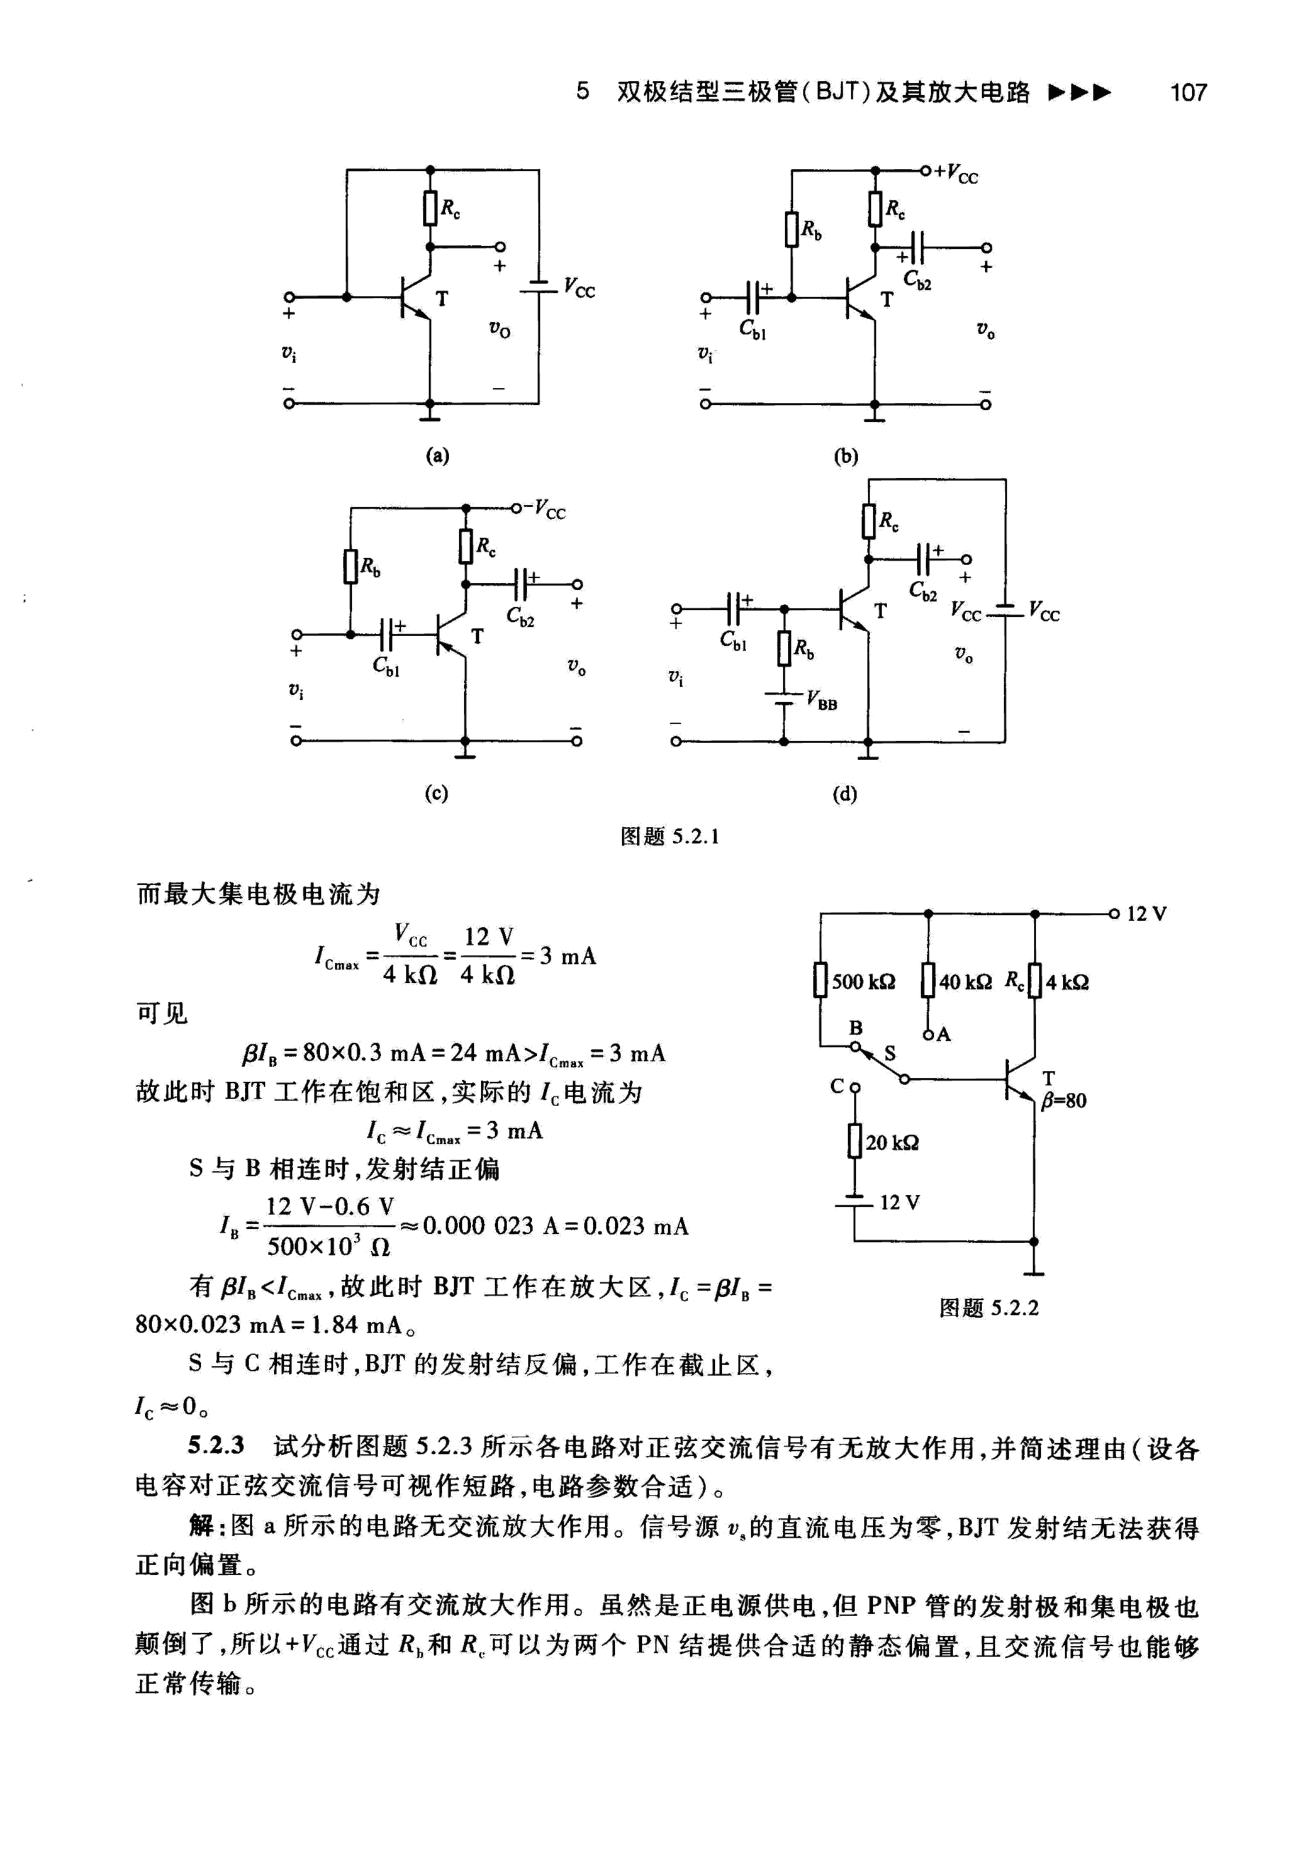 5 双极结型三极管(BJT)及其放大电路 ▶▶▶ 107
Rc
T
VCC
vO
+
+
vi
−
−
(a)
+VCC
Rc
Rb
Cb2
T
Cb1
+
+
+
+
vi
vo
−
−
(b)
−VCC
Rc
Rb
Cb2
T
Cb1
+
+
+
+
vi
vo
−
−
(c)
Rc
Cb2
T
VCC
VCC
Cb1
Rb
VBB
+
+
+
+
vi
vo
−
−
(d)
图题 5.2.1
而最大集电极电流为
ICmax = VCC/4 kΩ = 12 V/4 kΩ = 3 mA
可见
βIB = 80×0.3 mA = 24 mA>ICmax = 3 mA
故此时 BJT 工作在饱和区,实际的 IC电流为
IC ≈ ICmax = 3 mA
S 与 B 相连时,发射结正偏
IB = (12 V−0.6 V)/(500×10³ Ω) ≈ 0.000 023 A = 0.023 mA
有 βIB<ICmax,故此时 BJT 工作在放大区,IC = βIB =
80×0.023 mA = 1.84 mA。
S 与 C 相连时,BJT 的发射结反偏,工作在截止区,
IC ≈ 0。
12 V
500 kΩ
40 kΩ
Rc
4 kΩ
B
A
S
C
T
β=80
20 kΩ
12 V
图题 5.2.2
5.2.3 试分析图题 5.2.3 所示各电路对正弦交流信号有无放大作用,并简述理由(设各
电容对正弦交流信号可视作短路,电路参数合适)。
解:图 a 所示的电路无交流放大作用。信号源 vs的直流电压为零,BJT 发射结无法获得
正向偏置。
图 b 所示的电路有交流放大作用。虽然是正电源供电,但 PNP 管的发射极和集电极也
颠倒了,所以+VCC通过 Rb和 Rc可以为两个 PN 结提供合适的静态偏置,且交流信号也能够
正常传输。